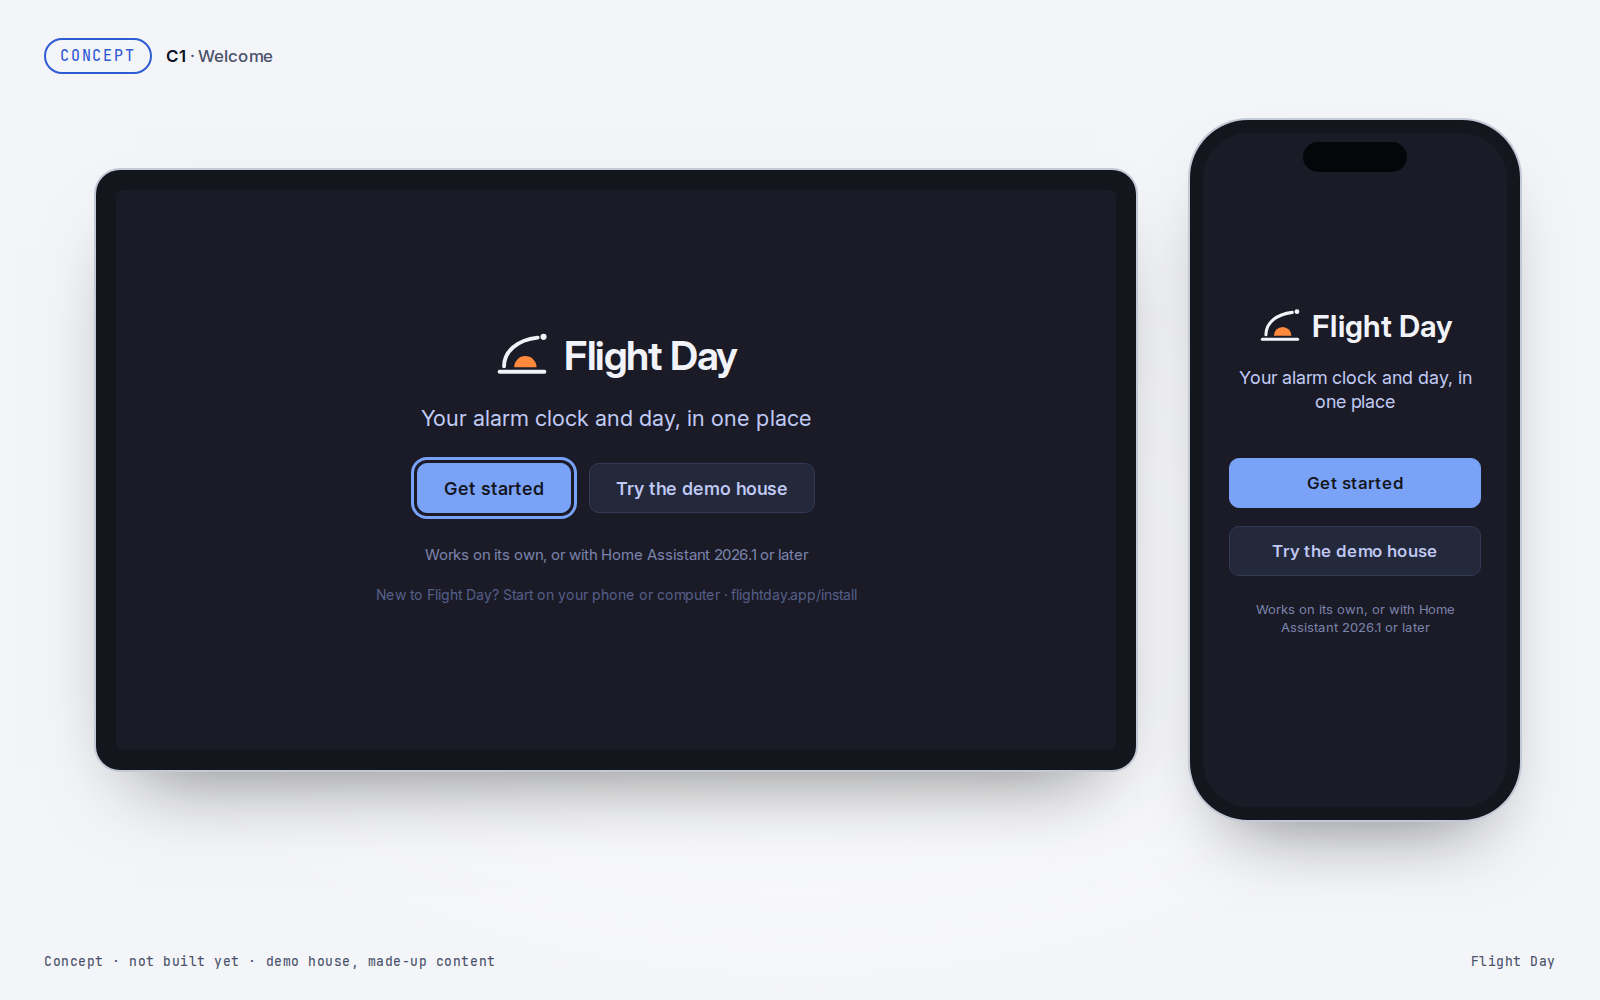 CONCEPT C1 · Welcome
Flight Day
Your alarm clock and day, in one place
Get started
Try the demo house
Works on its own, or with Home Assistant 2026.1 or later
New to Flight Day? Start on your phone or computer · flightday.app/install
Flight Day
Your alarm clock and day, in
one place
Get started
Try the demo house
Works on its own, or with Home
Assistant 2026.1 or later
Concept · not built yet · demo house, made-up content
Flight Day